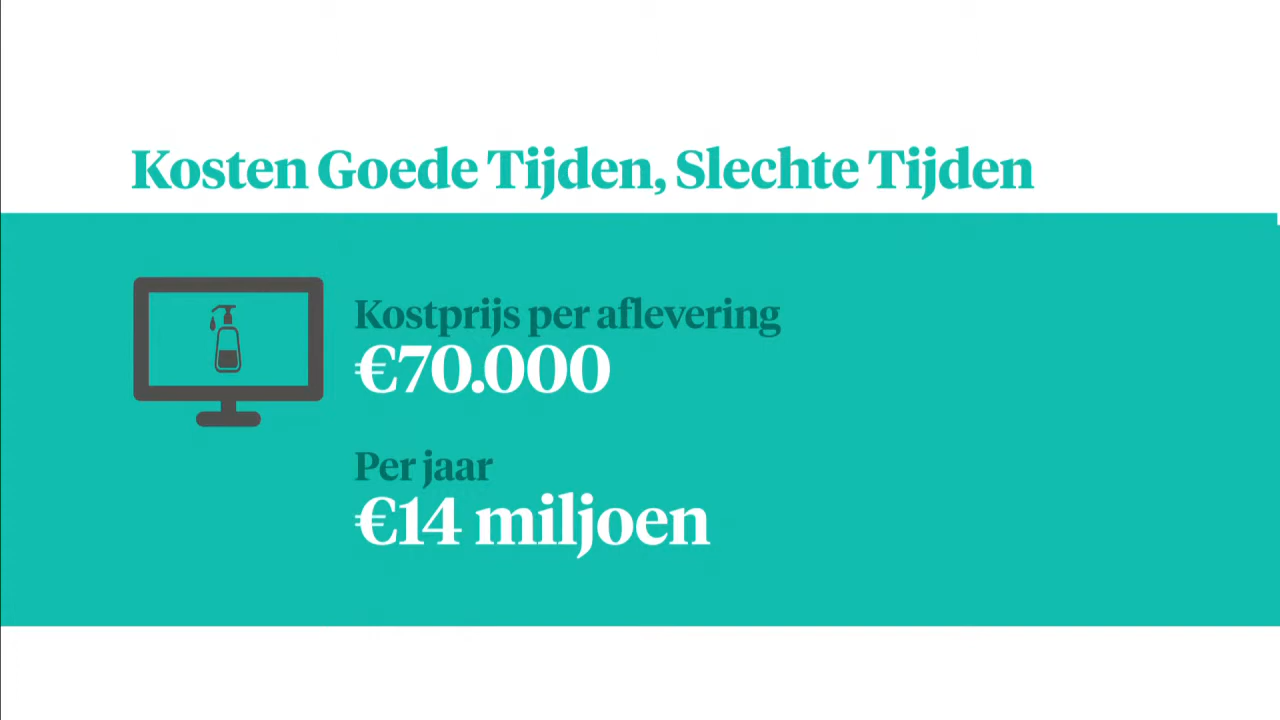 Kosten Goede Tijden, Slechte Tijden
Kostprijs per aflevering
€70.000
Per jaar
€14 miljoen